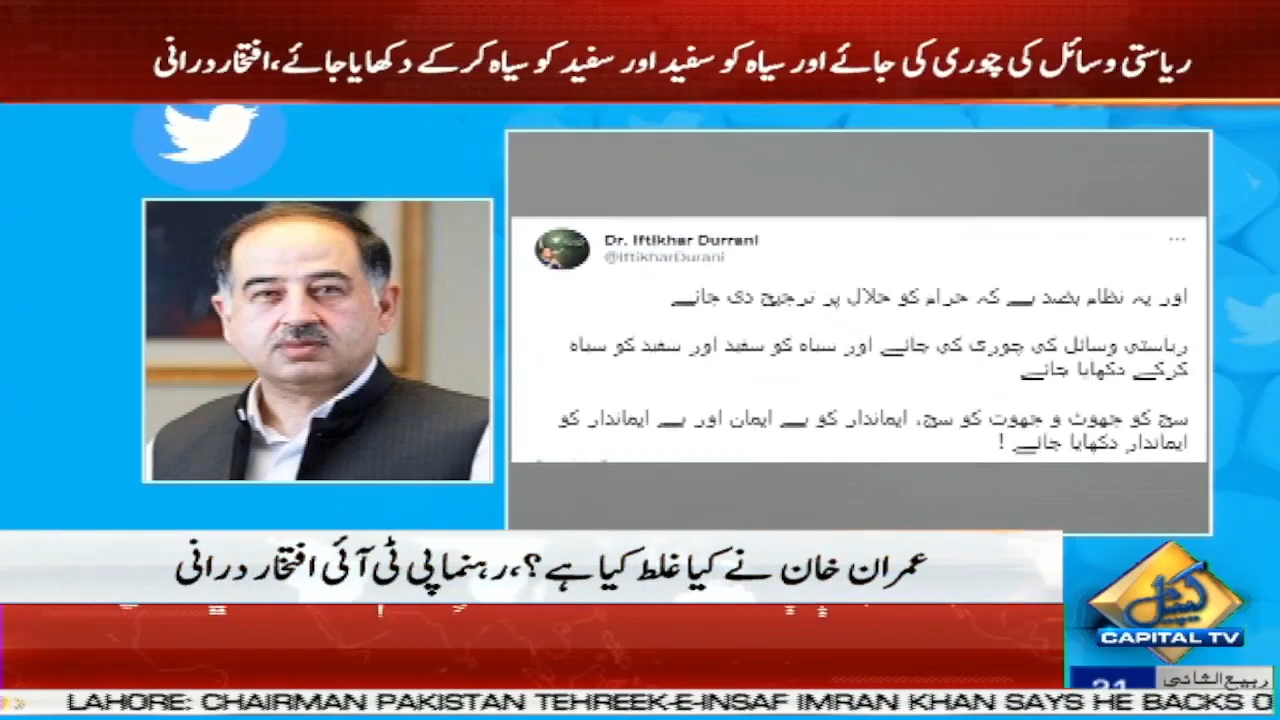 ریاستی وسائل کی چوری کی جائے اور سیاہ کو سفید اور سفید کو سیاہ کر کے دکھایا جائے، افتخار درانی
Dr. Iftikhar Durrani
@IftikharDurani
اور یہ نظام بضد ہے کہ حرام کو حلال پر ترجیح دی جائے
ریاستی وسائل کی چوری کی جائے اور سیاہ کو سفید اور سفید کو سیاہ
کرکے دکھایا جائے
سچ کو جھوٹ و جھوٹ کو سچ، ایماندار کو بے ایمان اور بے ایماندار کو
ایماندار دکھایا جائے !
عمران خان نے کیا غلط کیا ہے؟، رہنما پی ٹی آئی افتخار درانی
کیپیٹل
CAPITAL TV
ربیع الثانی
LAHORE: CHAIRMAN PAKISTAN TEHREEK-E-INSAF IMRAN KHAN SAYS HE BACKS